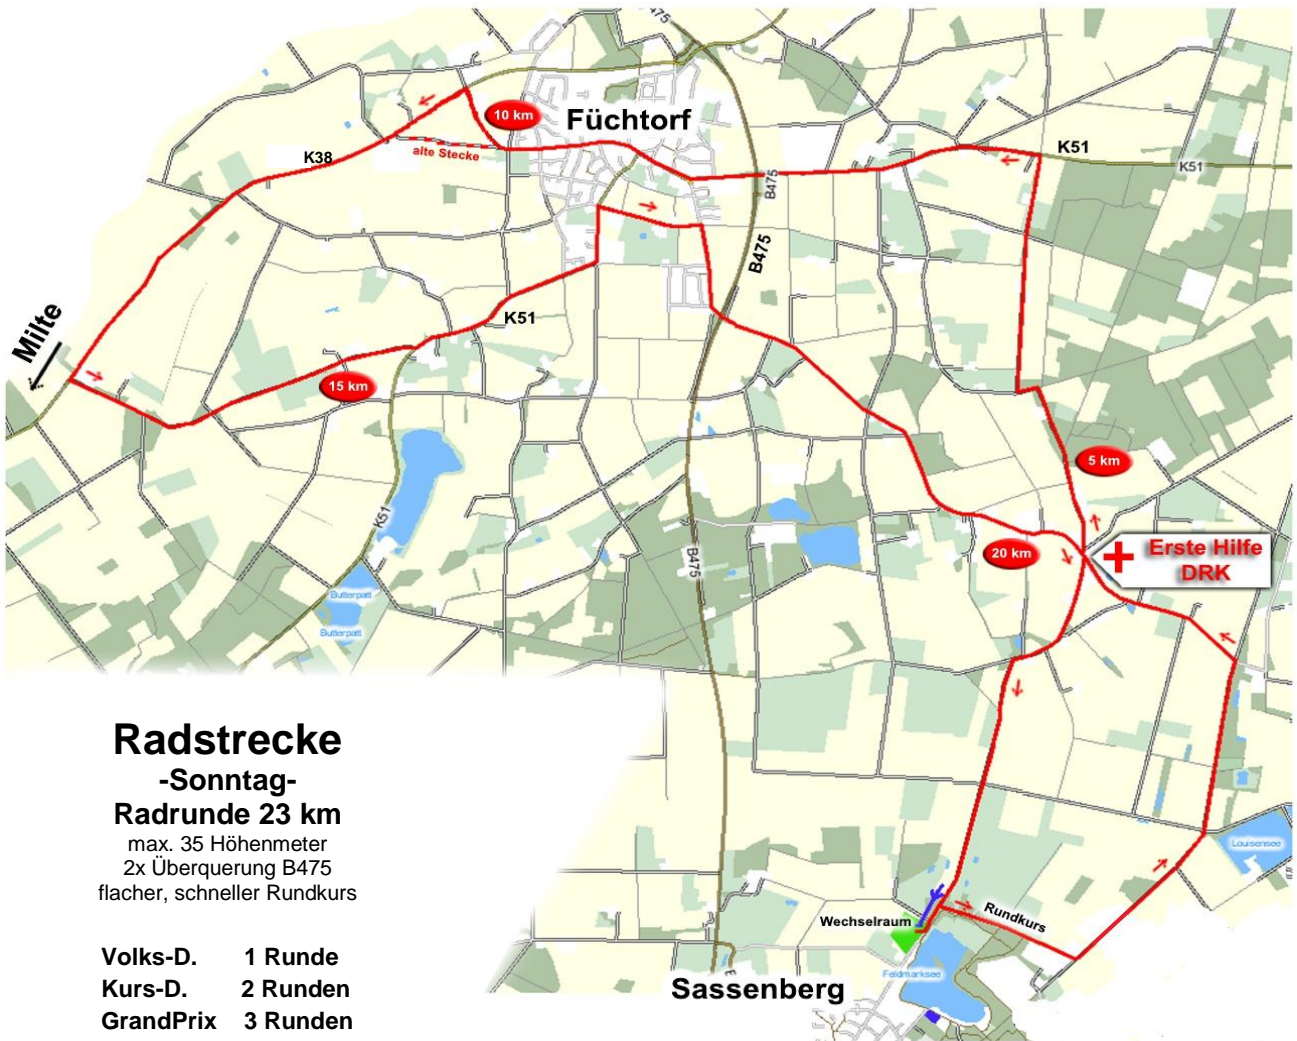 B475
10 km
Füchtorf
alte Stecke
K38
K51
K51
B475
B475
Milte
K51
15 km
5 km
K51
20 km
Erste Hilfe
DRK
B475
Butterpatt
Butterpatt
Radstrecke
-Sonntag-
Radrunde 23 km
max. 35 Höhenmeter
2x Überquerung B475
flacher, schneller Rundkurs
Louisensee
Rundkurs
Wechselraum
Feldmarksee
Sassenberg
Volks-D. 1 Runde
Kurs-D. 2 Runden
GrandPrix 3 Runden